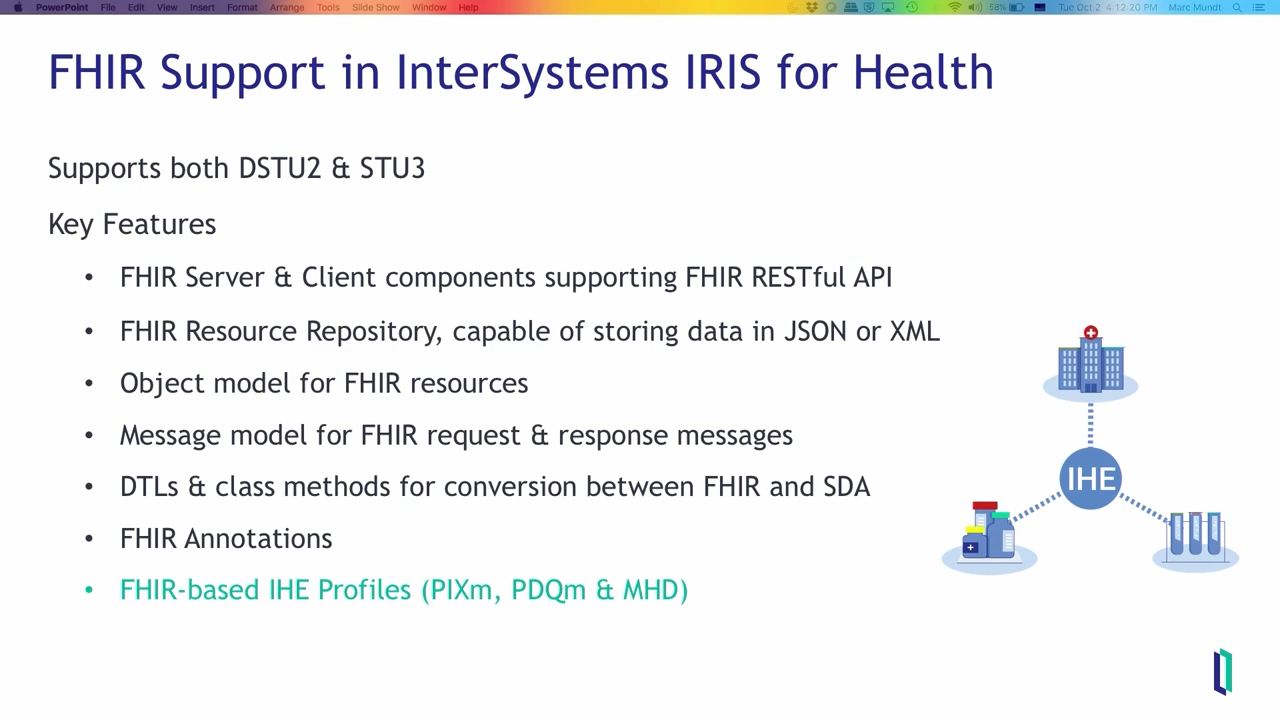 PowerPoint File Edit View Insert Format Arrange Tools Slide Show Window Help 58% Tue Oct 2 4:12:20 PM Marc Mundt
FHIR Support in InterSystems IRIS for Health
Supports both DSTU2 & STU3
Key Features
• FHIR Server & Client components supporting FHIR RESTful API
• FHIR Resource Repository, capable of storing data in JSON or XML
• Object model for FHIR resources
• Message model for FHIR request & response messages
• DTLs & class methods for conversion between FHIR and SDA
• FHIR Annotations
• FHIR-based IHE Profiles (PIXm, PDQm & MHD)
IHE